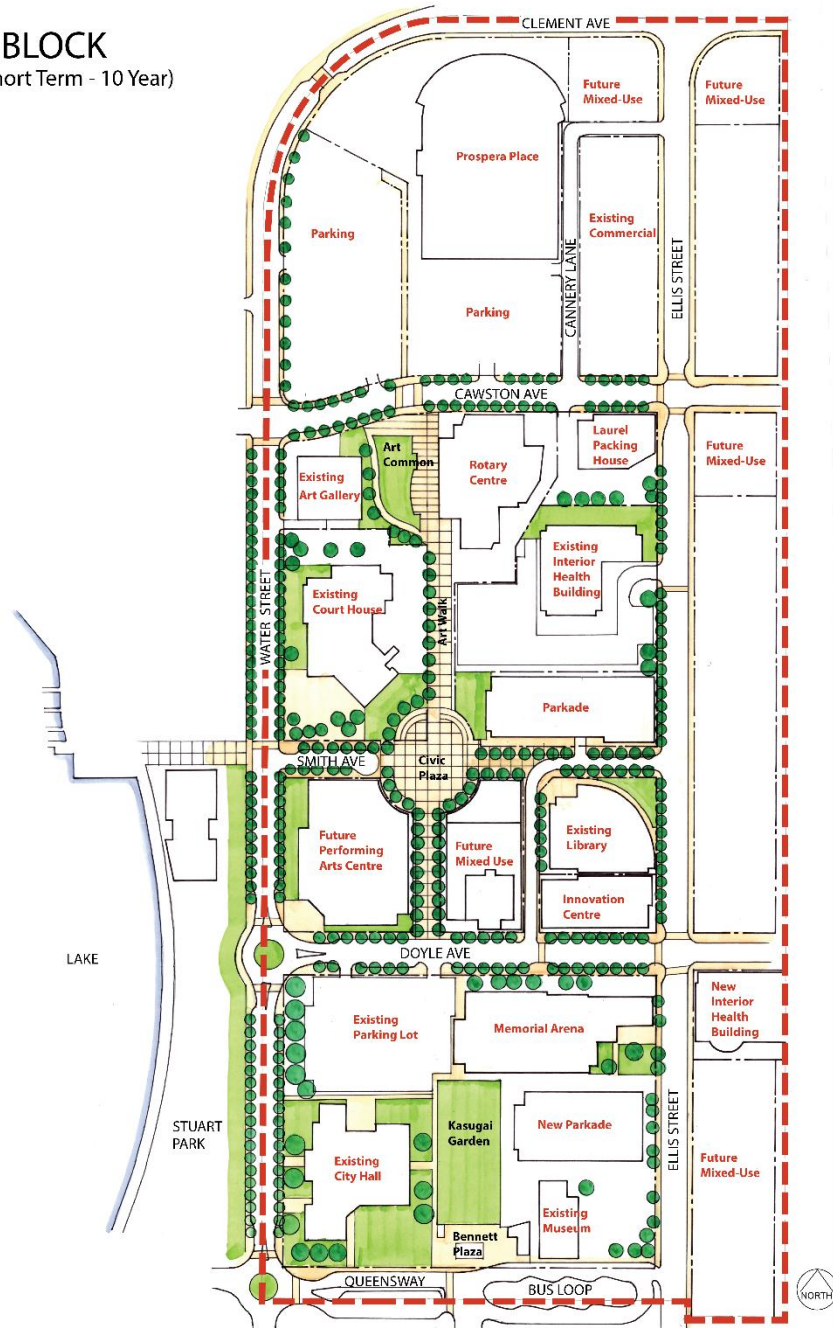 BLOCK
hort Term - 10 Year)
CLEMENT AVE
Future
Mixed-Use
Future
Mixed-Use
Prospera Place
Parking
Existing
Commercial
CANNERY LANE
ELLIS STREET
Parking
CAWSTON AVE
Art
Common
Existing
Art Gallery
Rotary
Centre
Laurel
Packing
House
Future
Mixed-Use
WATER STREET
Existing
Court House
Art Walk
Existing
Interior
Health
Building
Parkade
SMITH AVE
Civic
Plaza
Future
Performing
Arts Centre
Future
Mixed Use
Existing
Library
Innovation
Centre
LAKE
DOYLE AVE
Existing
Parking Lot
Memorial Arena
New
Interior
Health
Building
STUART
PARK
Kasugai
Garden
New Parkade
ELLIS STREET
Existing
City Hall
Future
Mixed-Use
Existing
Museum
Bennett
Plaza
QUEENSWAY
BUS LOOP
NORTH